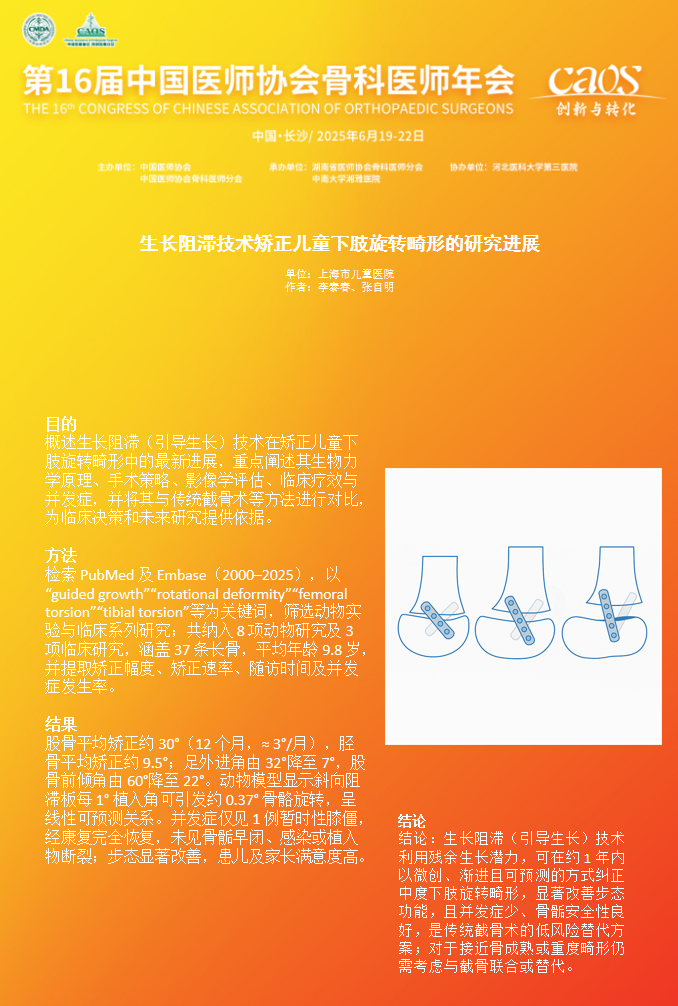 CMDA
CAOS
第16届中国医师协会骨科医师年会
THE 16th CONGRESS OF CHINESE ASSOCIATION OF ORTHOPAEDIC SURGEONS
caos
创新与转化
中国·长沙/ 2025年6月19-22日
主办单位：中国医师协会
中国医师协会骨科医师分会
承办单位：湖南省医师协会骨科医师分会
中南大学湘雅医院
协办单位：河北医科大学第三医院
生长阻滞技术矫正儿童下肢旋转畸形的研究进展
单位：上海市儿童医院
作者：李泰春、张自明
目的
概述生长阻滞（引导生长）技术在矫正儿童下
肢旋转畸形中的最新进展，重点阐述其生物力
学原理、手术策略、影像学评估、临床疗效与
并发症，并将其与传统截骨术等方法进行对比，
为临床决策和未来研究提供依据。
方法
检索 PubMed 及 Embase（2000–2025），以
“guided growth”“rotational deformity”“femoral
torsion”“tibial torsion”等为关键词，筛选动物实
验与临床系列研究；共纳入 8 项动物研究及 3
项临床研究，涵盖 37 条长骨，平均年龄 9.8 岁，
并提取矫正幅度、矫正速率、随访时间及并发
症发生率。
结果
股骨平均矫正约 30°（12 个月，≈ 3°/月），胫
骨平均矫正约 9.5°；足外进角由 32°降至 7°，股
骨前倾角由 60°降至 22°。动物模型显示斜向阻
滞板每 1° 植入角可引发约 0.37° 骨骼旋转，呈
线性可预测关系。并发症仅见 1 例暂时性膝僵，
经康复完全恢复，未见骨骺早闭、感染或植入
物断裂；步态显著改善，患儿及家长满意度高。
结论
结论：生长阻滞（引导生长）技术
利用残余生长潜力，可在约 1 年内
以微创、渐进且可预测的方式纠正
中度下肢旋转畸形，显著改善步态
功能，且并发症少、骨骺安全性良
好，是传统截骨术的低风险替代方
案；对于接近骨成熟或重度畸形仍
需考虑与截骨联合或替代。